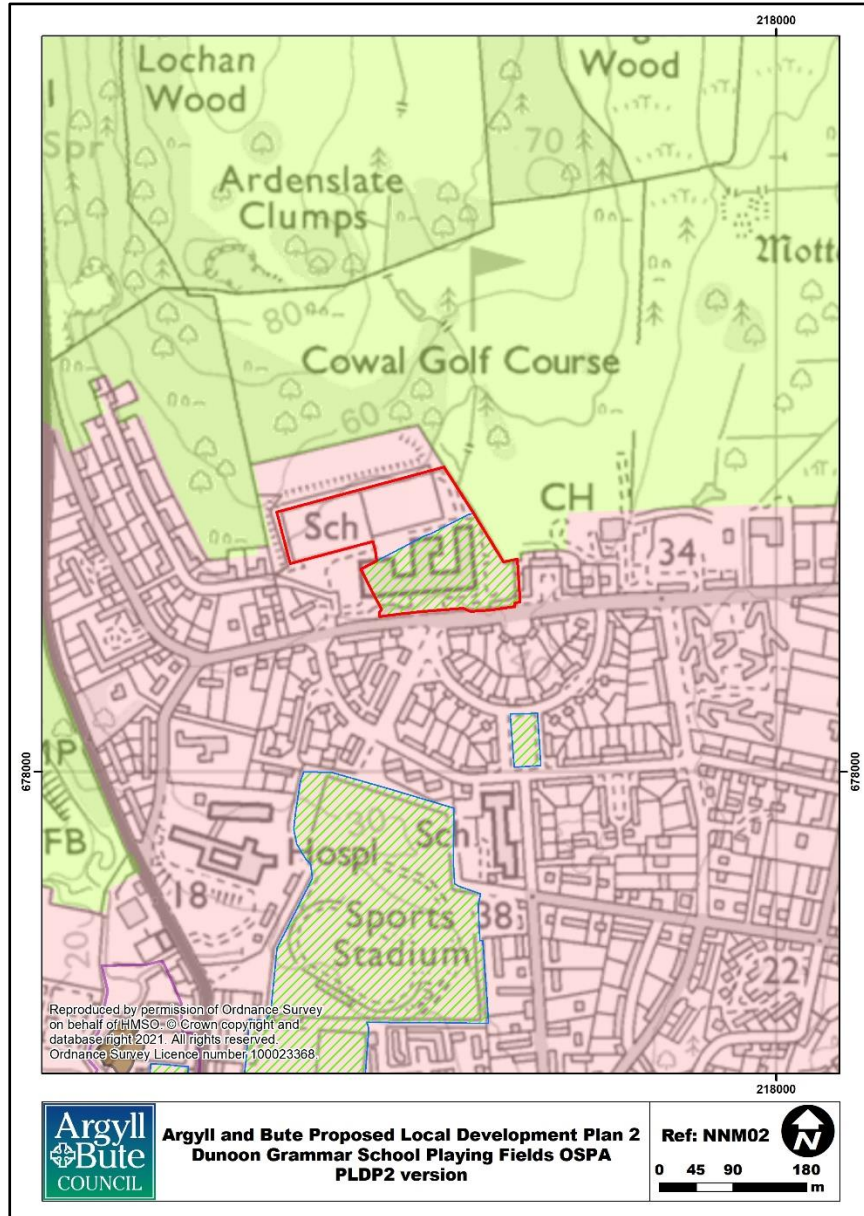 218000
Lochan
Wood
Wood
70
Spr
Ardenslate
Clumps
Mott
80
Cowal Golf Course
60
CH
Sch
34
678000
678000
FB
30
Hospl
Sch
18
Sports
Stadium
38
20
22
Reproduced by permission of Ordnance Survey
on behalf of HMSO. © Crown copyright and
database right 2021. All rights reserved.
Ordnance Survey Licence number 100023368.
218000
Argyll
&Bute
COUNCIL
Argyll and Bute Proposed Local Development Plan 2
Dunoon Grammar School Playing Fields OSPA
PLDP2 version
Ref: NNM02
N
0 45 90 180
m